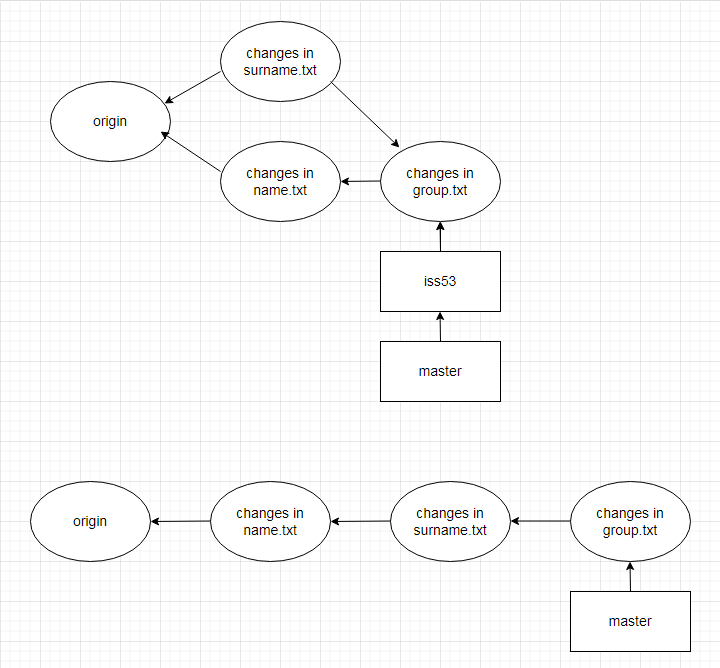 changes in
surname.txt
origin
changes in
name.txt
changes in
group.txt
iss53
master
origin
changes in
name.txt
changes in
surname.txt
changes in
group.txt
master